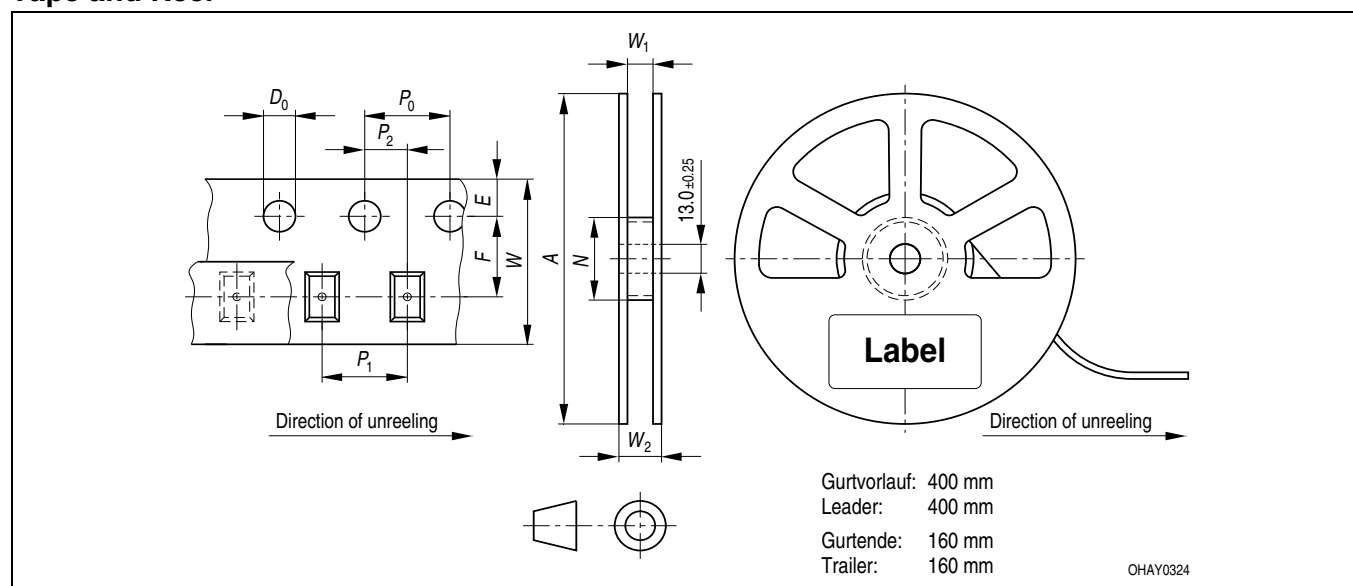 Tape and Reel
W1
D0
P0
P2
E
F
W
A
N
13.0 ±0.25
P1
W2
Label
Direction of unreeling
Direction of unreeling
Gurtvorlauf: 400 mm
Leader: 400 mm
Gurtende: 160 mm
Trailer: 160 mm
OHAY0324